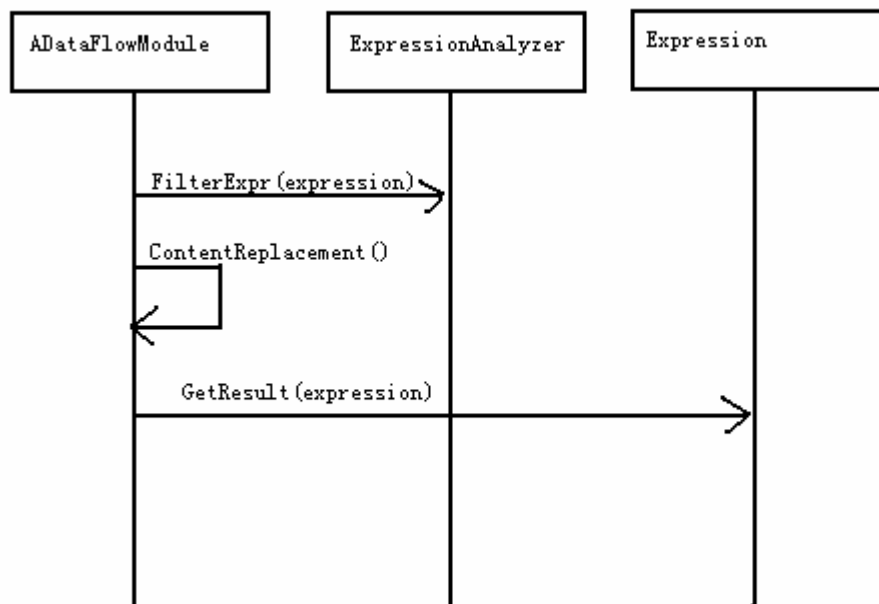 ADataFlowModule
ExpressionAnalyzer
Expression
FilterExpr(expression)
ContentReplacement()
GetResult(expression)